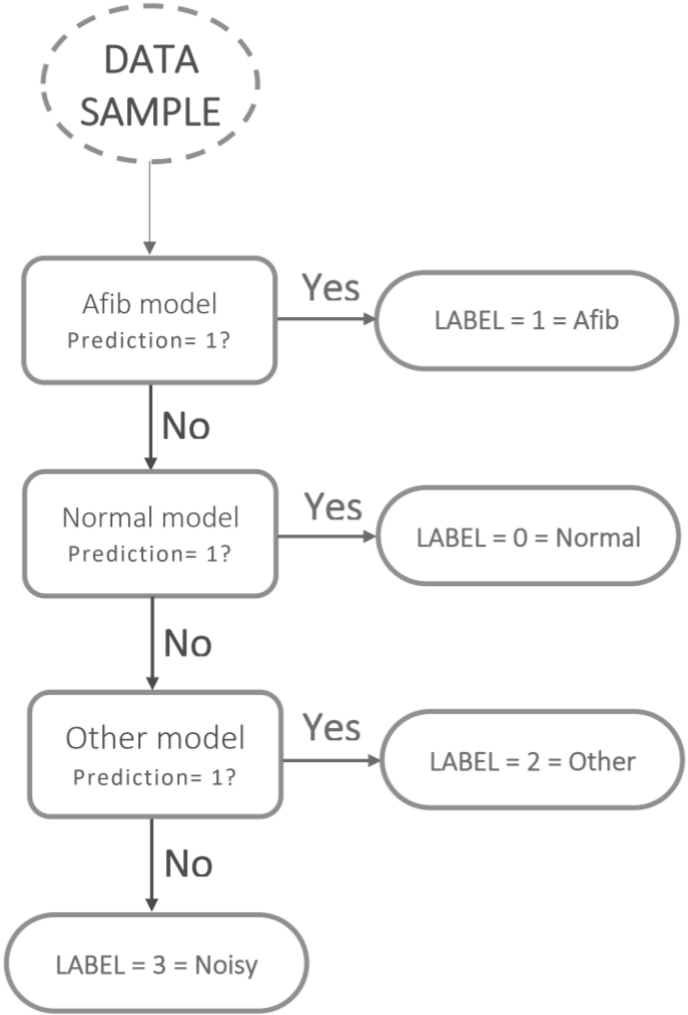 DATA
SAMPLE
Afib model
Prediction= 1?
Yes
LABEL = 1 = Afib
No
Normal model
Prediction= 1?
Yes
LABEL = 0 = Normal
No
Other model
Prediction= 1?
Yes
LABEL = 2 = Other
No
LABEL = 3 = Noisy